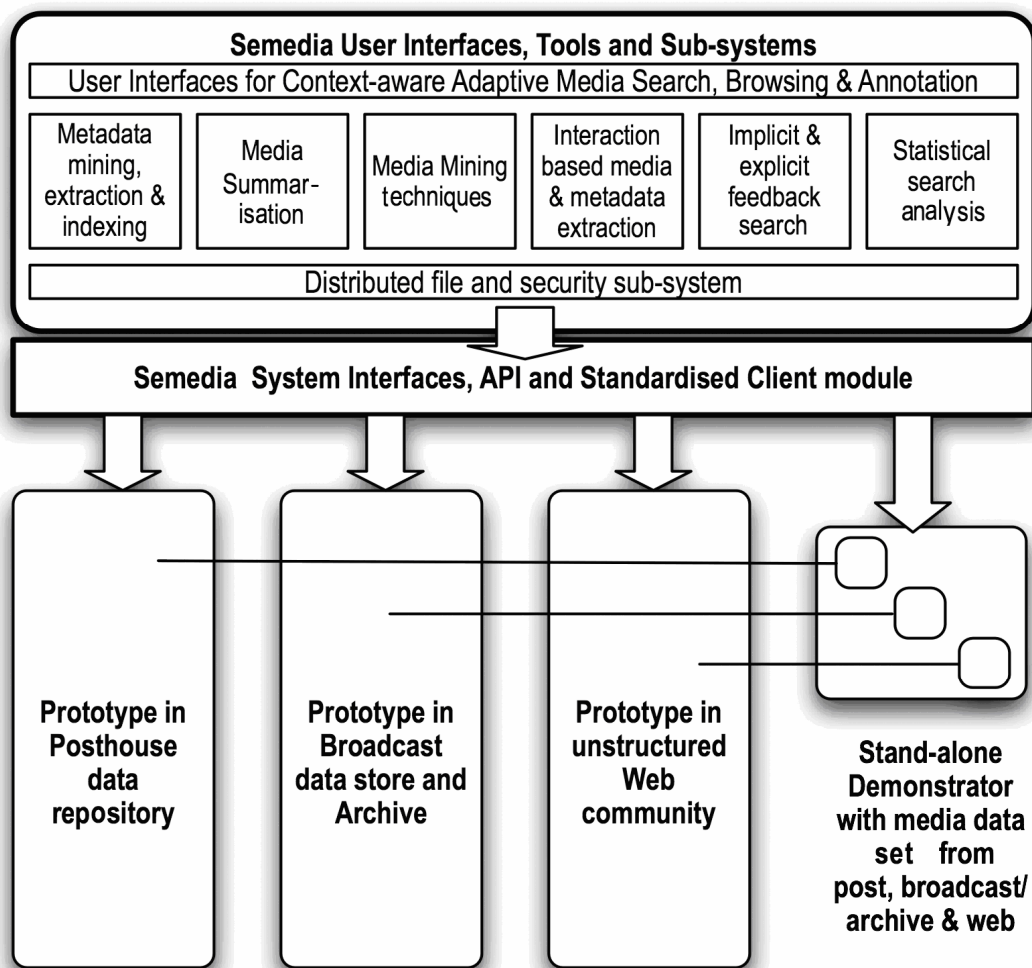 Semedia User Interfaces, Tools and Sub-systems
User Interfaces for Context-aware Adaptive Media Search, Browsing & Annotation
Metadata
mining,
extraction &
indexing
Media
Summar-
isation
Media Mining
techniques
Interaction
based media
& metadata
extraction
Implicit &
explicit
feedback
search
Statistical
search
analysis
Distributed file and security sub-system
Semedia System Interfaces, API and Standardised Client module
Prototype in
Posthouse
data
repository
Prototype in
Broadcast
data store and
Archive
Prototype in
unstructured
Web
community
Stand-alone
Demonstrator
with media data
set from
post, broadcast/
archive & web